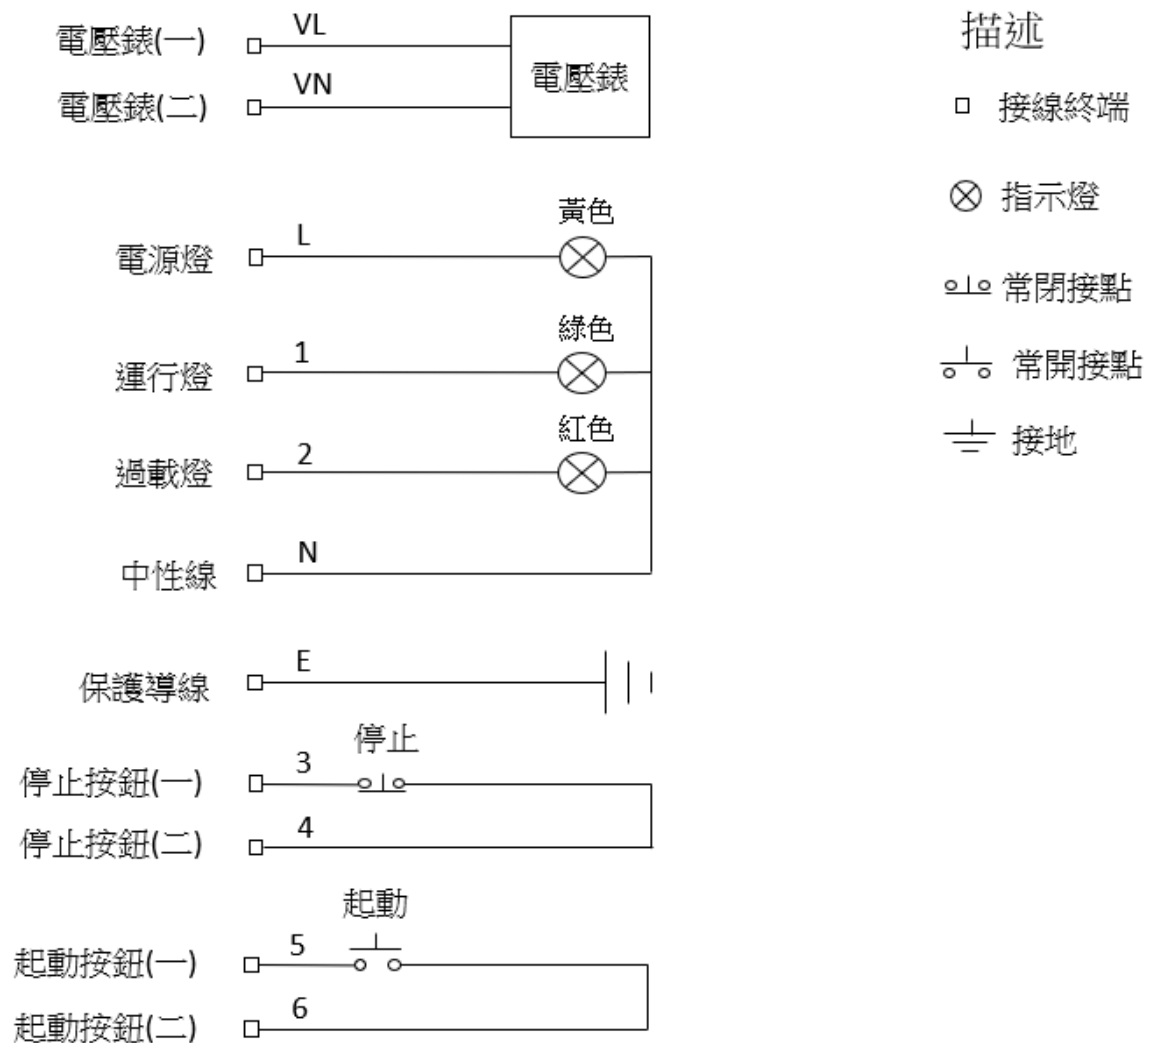 電壓錶(一) VL
電壓錶(二) VN
電壓錶
電源燈 L 黃色
運行燈 1 綠色
過載燈 2 紅色
中性線 N
保護導線 E
停止
停止按鈕(一) 3
停止按鈕(二) 4
起動
起動按鈕(一) 5
起動按鈕(二) 6
描述
接線終端
指示燈
常閉接點
常開接點
接地